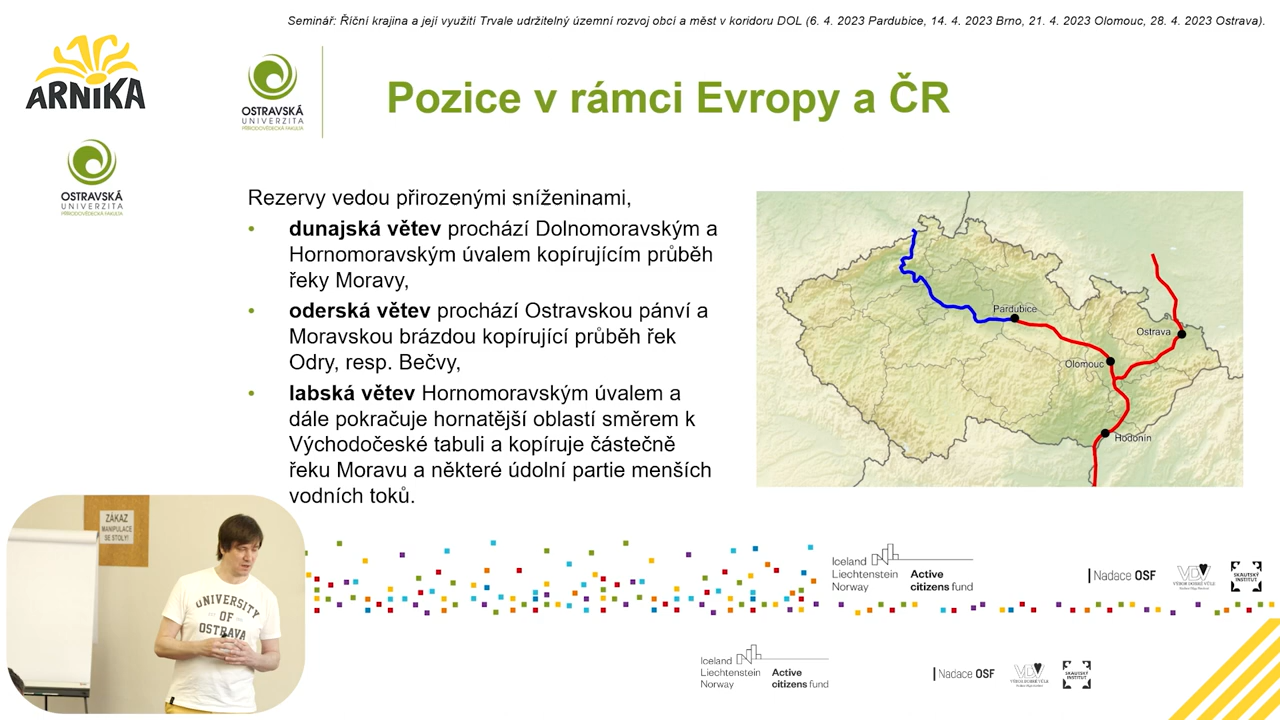 Seminář: Říční krajina a její využití Trvale udržitelný územní rozvoj obcí a měst v koridoru DOL (6. 4. 2023 Pardubice, 14. 4. 2023 Brno, 21. 4. 2023 Olomouc, 28. 4. 2023 Ostrava).
ARNIKA
OSTRAVSKÁ
UNIVERZITA
PŘÍRODOVĚDECKÁ FAKULTA
OSTRAVSKÁ
UNIVERZITA
PŘÍRODOVĚDECKÁ FAKULTA
Pozice v rámci Evropy a ČR
Rezervy vedou přirozenými sníženinami,
• dunajská větev prochází Dolnomoravským a
Hornomoravským úvalem kopírujícím průběh
řeky Moravy,
• oderská větev prochází Ostravskou pánví a
Moravskou brázdou kopírující průběh řek
Odry, resp. Bečvy,
• labská větev Hornomoravským úvalem a
dále pokračuje hornatější oblastí směrem k
Východočeské tabuli a kopíruje částečně
řeku Moravu a některé údolní partie menších
vodních toků.
Pardubice
Ostrava
Olomouc
Hodonín
ZÁKAZ
MANIPULACE
SE STOLY!
UNIVERSITY
OF
OSTRAVA
Iceland
Liechtenstein
Norway
Active
citizens fund
Nadace OSF
VÝBOR DOBRÉ VŮLE
SKAUTSKÝ
INSTITUT
Iceland
Liechtenstein
Norway
Active
citizens fund
Nadace OSF
VÝBOR DOBRÉ VŮLE
SKAUTSKÝ
INSTITUT